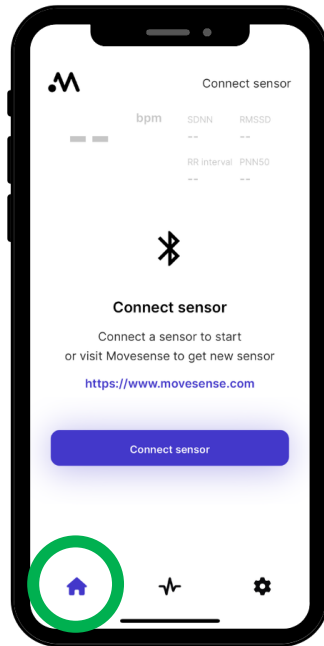 Connect sensor
bpm
SDNN
RMSSD
-- --
--
--
RR interval
PNN50
--
--
Connect sensor
Connect a sensor to start
or visit Movesense to get new sensor
https://www.movesense.com
Connect sensor